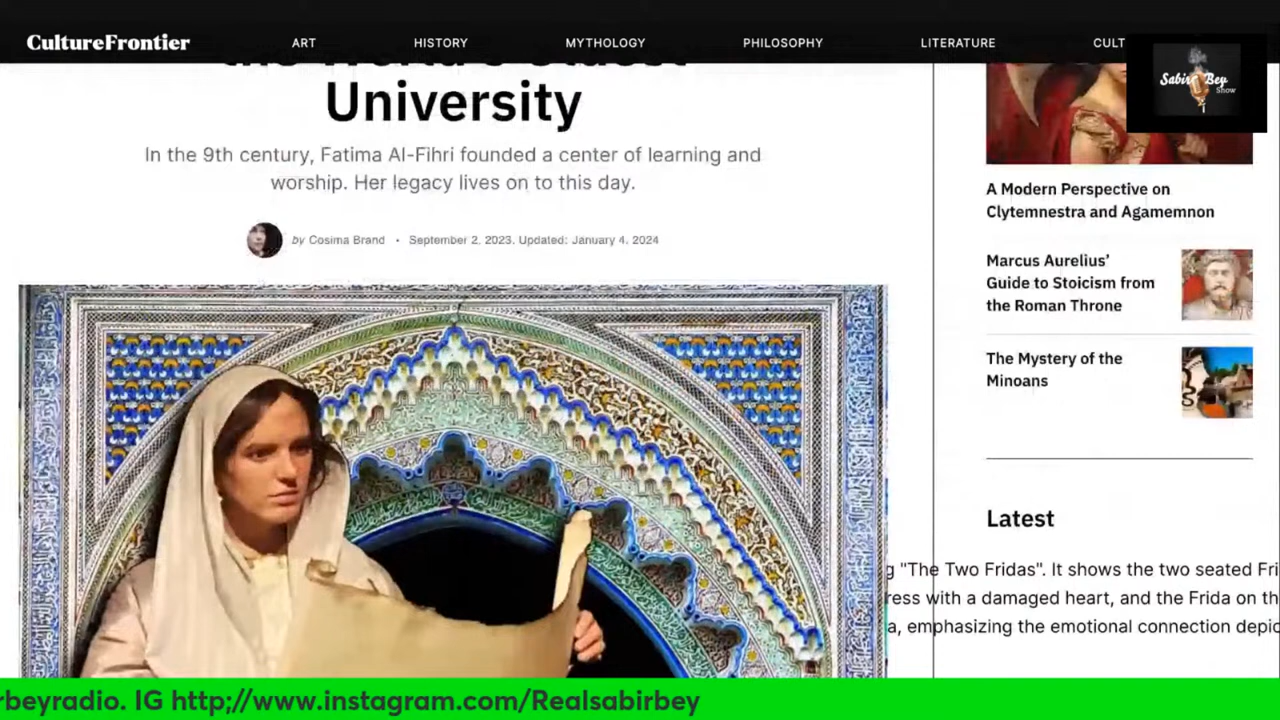 CultureFrontier
ART
HISTORY
MYTHOLOGY
PHILOSOPHY
LITERATURE
CULT
Sabir Bey
Show
the World's Oldest
University
In the 9th century, Fatima Al-Fihri founded a center of learning and
worship. Her legacy lives on to this day.
by Cosima Brand • September 2, 2023, Updated: January 4, 2024
A Modern Perspective on
Clytemnestra and Agamemnon
Marcus Aurelius'
Guide to Stoicism from
the Roman Throne
The Mystery of the
Minoans
Latest
g "The Two Fridas". It shows the two seated Fri
ress with a damaged heart, and the Frida on th
a, emphasizing the emotional connection depic
rbeyradio. IG http;//www.instagram.com/Realsabirbey